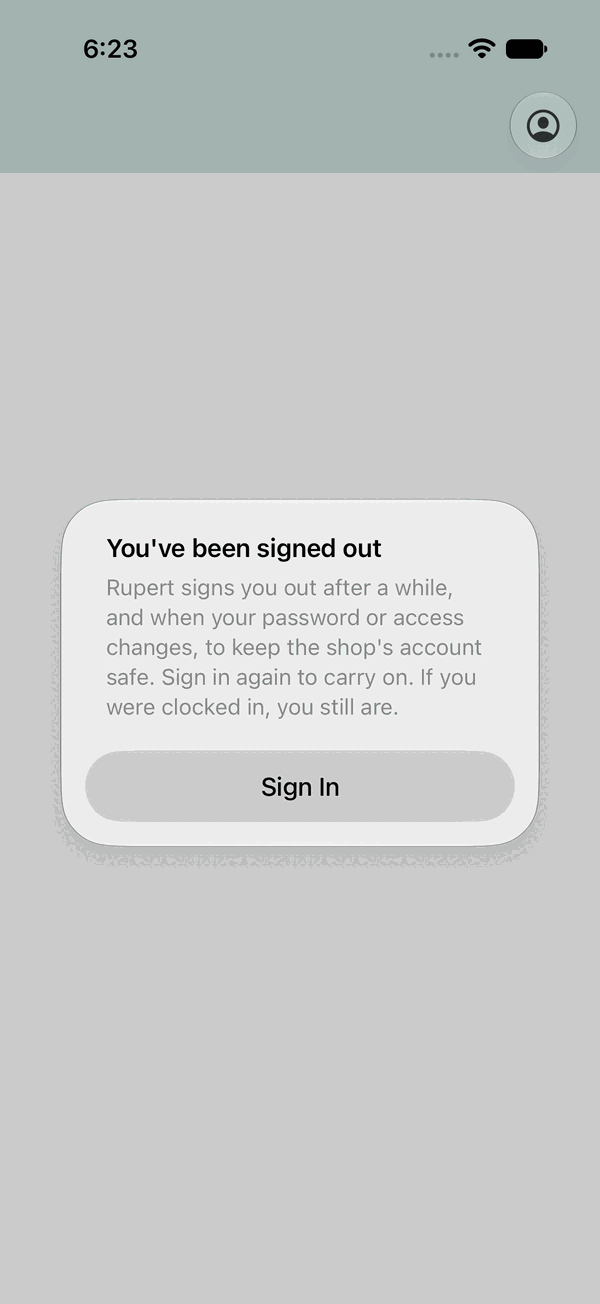 6:23
You've been signed out
Rupert signs you out after a while,
and when your password or access
changes, to keep the shop's account
safe. Sign in again to carry on. If you
were clocked in, you still are.
Sign In